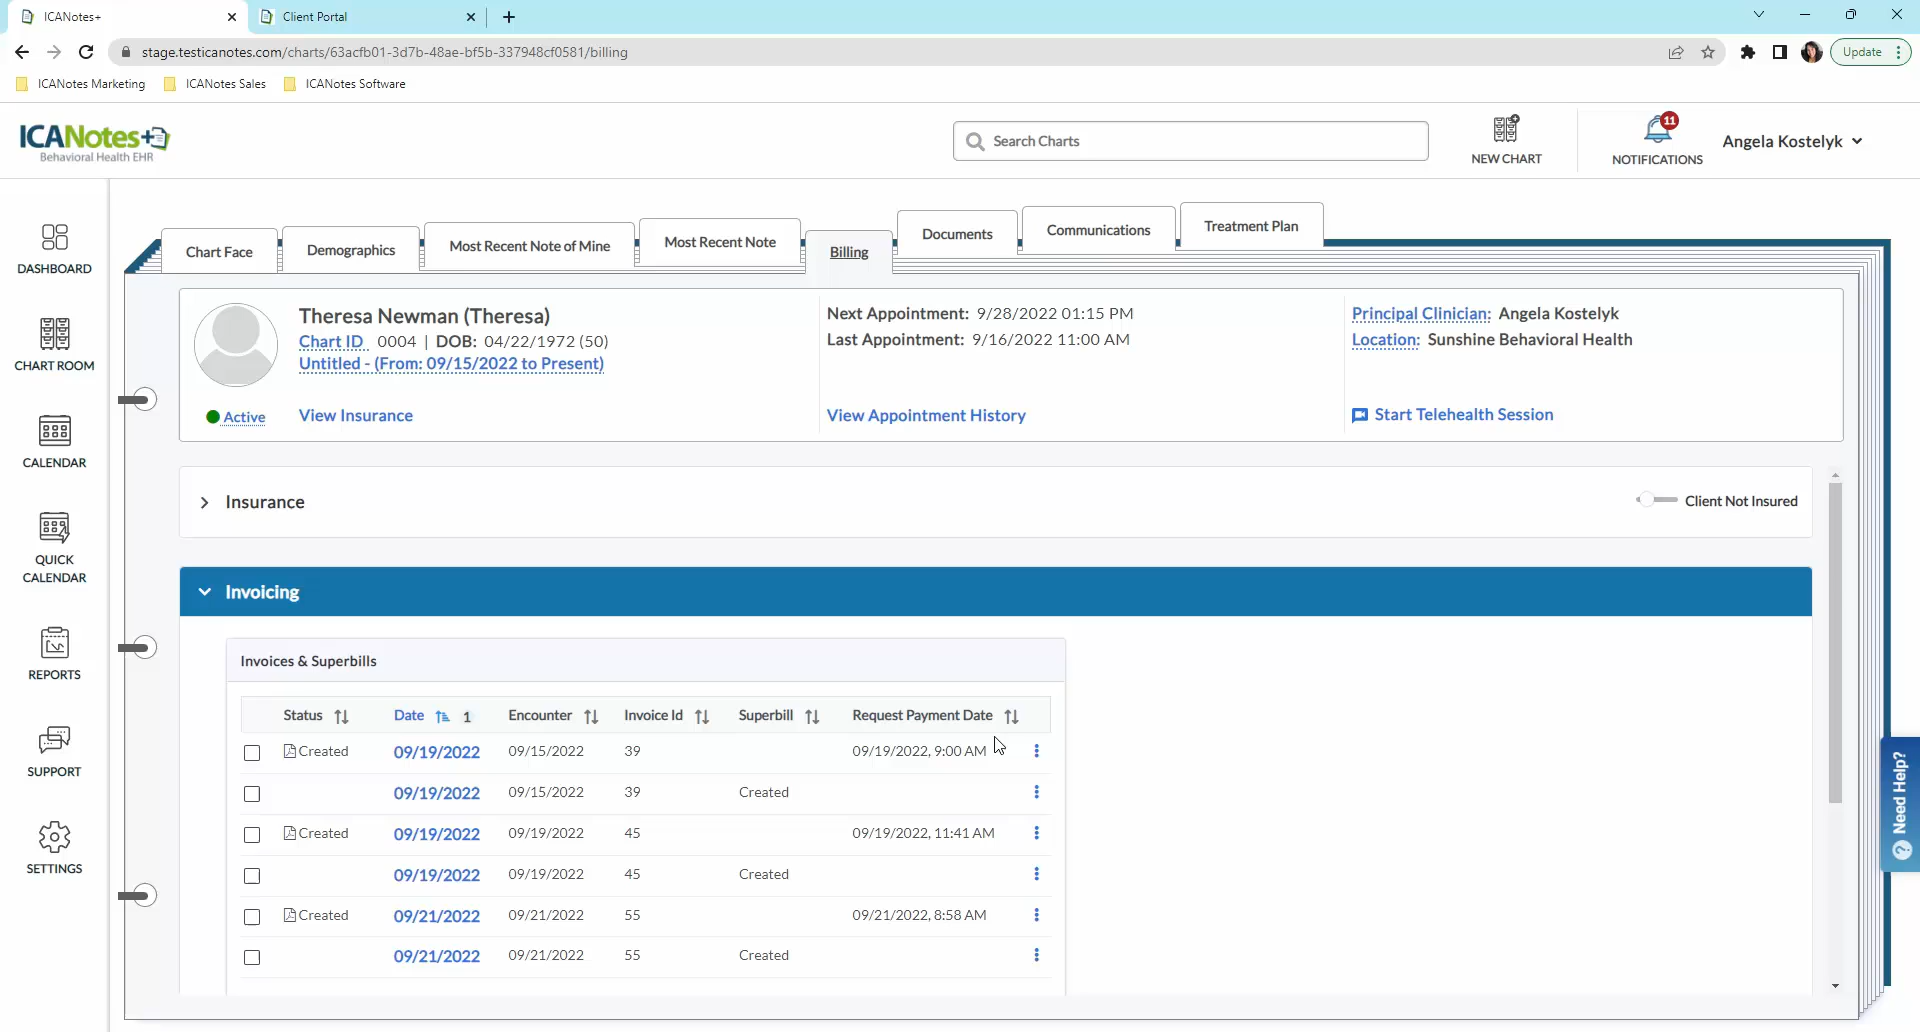 ICANotes+
Client Portal
stage.testicanotes.com/charts/63acfb01-3d7b-48ae-bf5b-337948cf0581/billing
Update
ICANotes Marketing
ICANotes Sales
ICANotes Software
ICANotes+
Behavioral Health EHR
Search Charts
NEW CHART
11
NOTIFICATIONS
Angela Kostelyk
DASHBOARD
CHART ROOM
CALENDAR
QUICK
CALENDAR
REPORTS
SUPPORT
SETTINGS
Chart Face
Demographics
Most Recent Note of Mine
Most Recent Note
Billing
Documents
Communications
Treatment Plan
Theresa Newman (Theresa)
Chart ID 0004 | DOB: 04/22/1972 (50)
Untitled - (From: 09/15/2022 to Present)
Active
View Insurance
Next Appointment: 9/28/2022 01:15 PM
Last Appointment: 9/16/2022 11:00 AM
View Appointment History
Principal Clinician: Angela Kostelyk
Location: Sunshine Behavioral Health
Start Telehealth Session
Insurance
Client Not Insured
Invoicing
Invoices & Superbills
Status Date 1 Encounter Invoice Id Superbill Request Payment Date
Created 09/19/2022 09/15/2022 39 09/19/2022, 9:00 AM
09/19/2022 09/15/2022 39 Created
Created 09/19/2022 09/19/2022 45 09/19/2022, 11:41 AM
09/19/2022 09/19/2022 45 Created
Created 09/21/2022 09/21/2022 55 09/21/2022, 8:58 AM
09/21/2022 09/21/2022 55 Created
? Need Help?